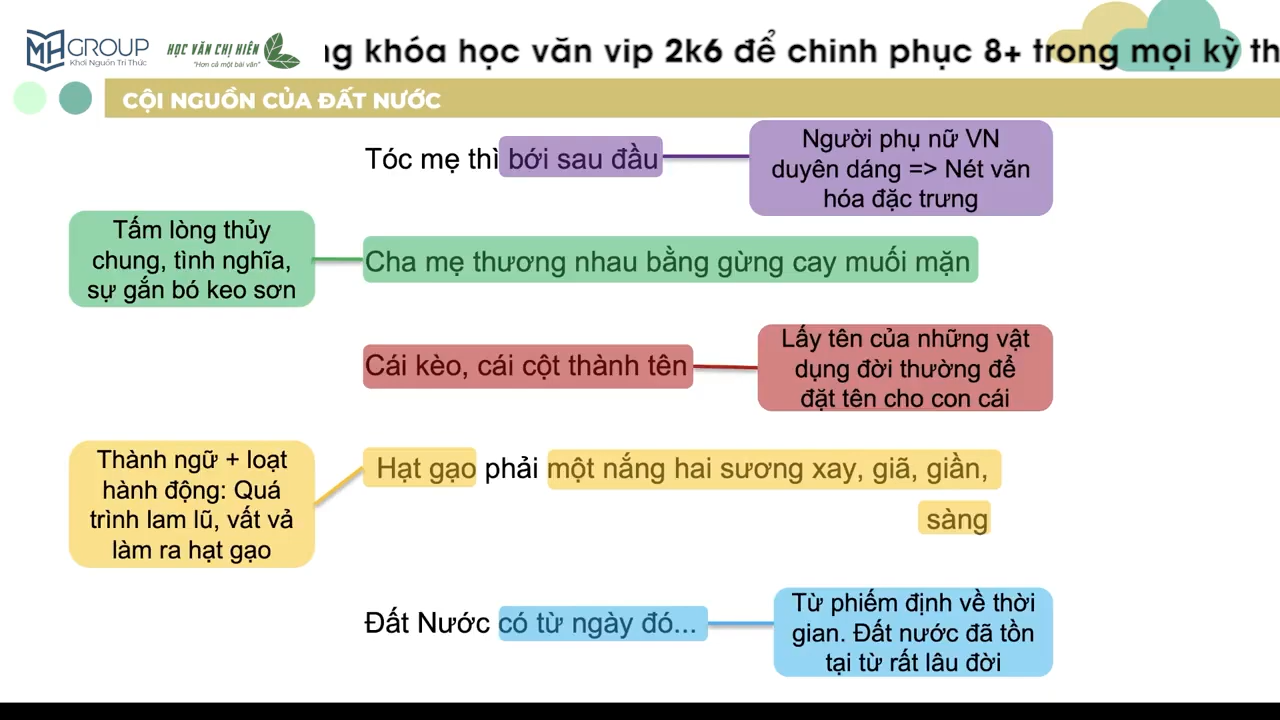 MH GROUP
Khơi Nguồn Tri Thức
HỌC VĂN CHỊ HIÊN
"Hơn cả một bài văn"
khóa học văn vip 2k6 để chinh phục 8+ trong mọi kỳ
CỘI NGUỒN CỦA ĐẤT NƯỚC
Tóc mẹ thì bới sau đầu
Người phụ nữ VN
duyên dáng => Nét văn
hóa đặc trưng
Tấm lòng thủy
chung, tình nghĩa,
sự gắn bó keo sơn
Cha mẹ thương nhau bằng gừng cay muối mặn
Cái kèo, cái cột thành tên
Lấy tên của những vật
dụng đời thường để
đặt tên cho con cái
Thành ngữ + loạt
hành động: Quá
trình lam lũ, vất vả
làm ra hạt gạo
Hạt gạo phải một nắng hai sương xay, giã, giần,
sàng
Đất Nước có từ ngày đó...
Từ phiếm định về thời
gian. Đất nước đã tồn
tại từ rất lâu đời